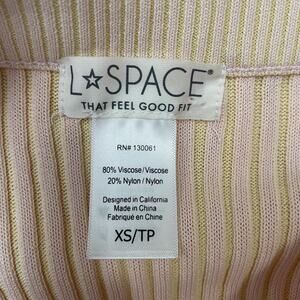 L☆SPACE®
THAT FEEL GOOD FIT
RN# 130061
80% Viscose/Viscose
20% Nylon/Nylon
Designed in California
Made in China
Fabriqué en Chine
XS/TP